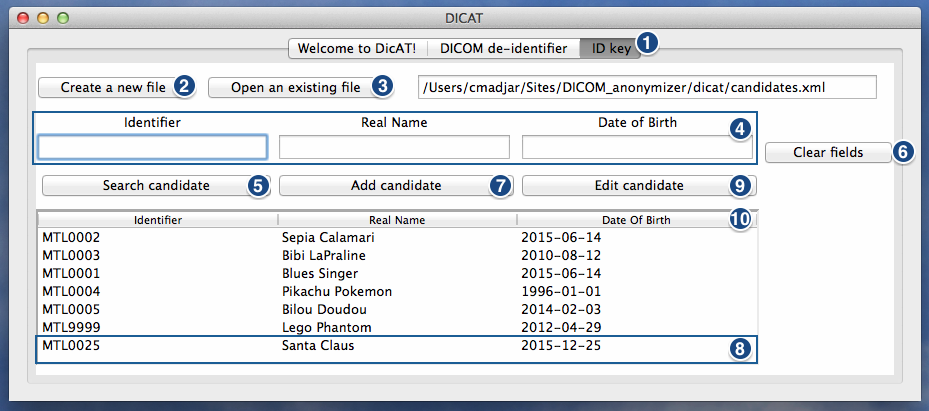 DICAT
Welcome to DicAT! DICOM de-identifier ID key 1
Create a new file 2 Open an existing file 3 /Users/cmadjar/Sites/DICOM_anonymizer/dicat/candidates.xml
Identifier Real Name Date of Birth 4
Clear fields 6
Search candidate 5 Add candidate 7 Edit candidate 9
Identifier Real Name Date Of Birth 10
MTL0002 Sepia Calamari 2015-06-14
MTL0003 Bibi LaPraline 2010-08-12
MTL0001 Blues Singer 2015-06-14
MTL0004 Pikachu Pokemon 1996-01-01
MTL0005 Bilou Doudou 2014-02-03
MTL9999 Lego Phantom 2012-04-29
MTL0025 Santa Claus 2015-12-25 8